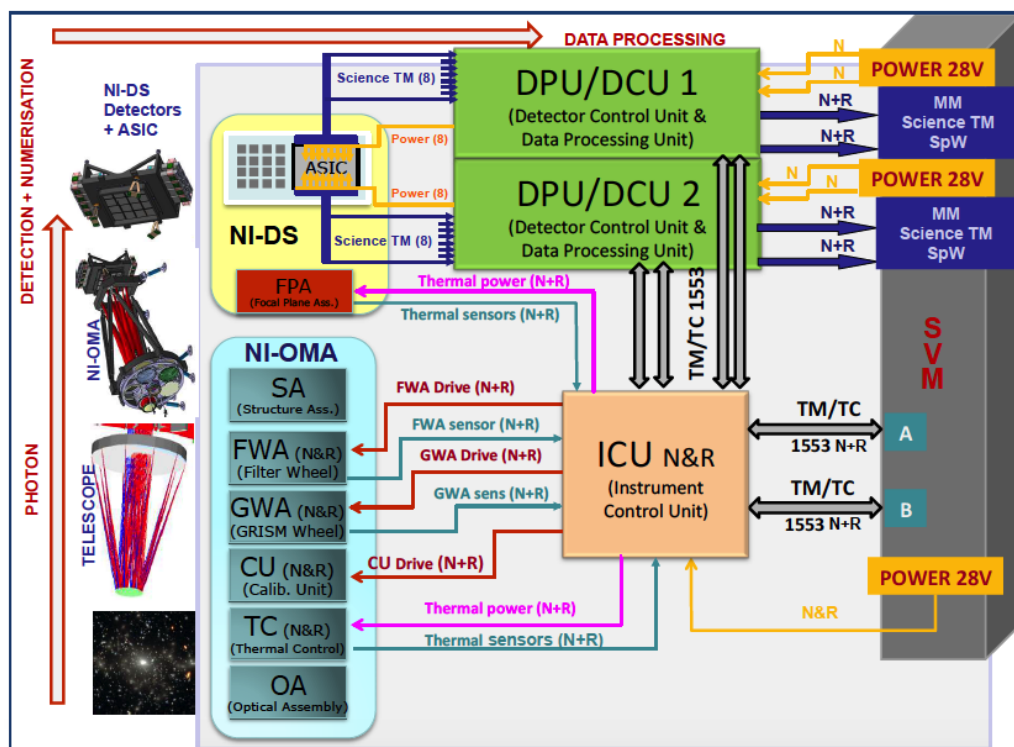 DATA PROCESSING
DETECTION + NUMERISATION
PHOTON
NI-DS
Detectors
+ ASIC
NI-OMA
TELESCOPE
Science TM (8)
Power (8)
ASIC
Power (8)
Science TM (8)
NI-DS
FPA
(Focal Plane Ass.)
DPU/DCU 1
(Detector Control Unit &
Data Processing Unit)
DPU/DCU 2
(Detector Control Unit &
Data Processing Unit)
N
N
POWER 28V
N+R
N+R
MM
Science TM
SpW
N
N
POWER 28V
N+R
N+R
MM
Science TM
SpW
Thermal power (N+R)
Thermal sensors (N+R)
TM/TC 1553
NI-OMA
SA
(Structure Ass.)
FWA (N&R)
(Filter Wheel)
GWA (N&R)
(GRISM Wheel)
CU (N&R)
(Calib. Unit)
TC (N&R)
(Thermal Control)
OA
(Optical Assembly)
FWA Drive (N+R)
FWA sensor (N+R)
GWA Drive (N+R)
GWA sens (N+R)
CU Drive (N+R)
Thermal power (N+R)
Thermal sensors (N+R)
ICU N&R
(Instrument
Control Unit)
TM/TC
1553 N+R
A
TM/TC
1553 N+R
B
SVM
POWER 28V
N&R